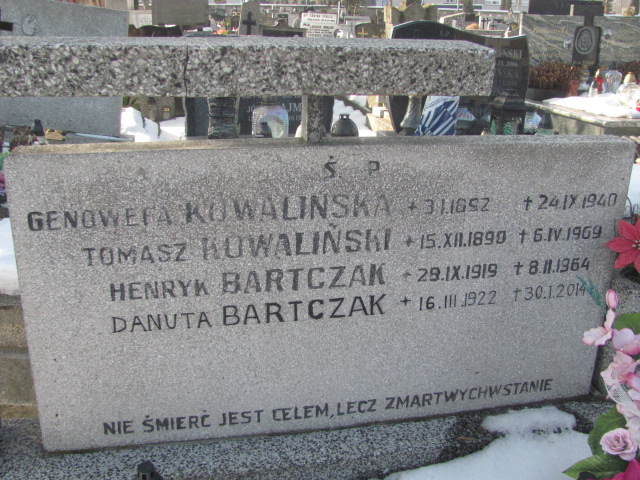 Ś P
GENOWEFA KOWALIŃSKA * 3.I.1892 † 24.IX.1940
TOMASZ KOWALIŃSKI * 15.XII.1890 † 6.IV.1969
HENRYK BARTCZAK * 29.IX.1919 † 8.II.1964
DANUTA BARTCZAK * 16.III.1922 † 30.I.2014
NIE ŚMIERĆ JEST CELEM, LECZ ZMARTWYCHWSTANIE